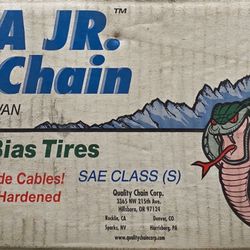 A JR.™
Chain
VAN
Bias Tires
de Cables!
Hardened
SAE CLASS (S)
Quality Chain Corp.
3365 NW 215th Ave.
Hillsboro, OR 97124
Rocklin, CA Denver, CO
Sparks, NV Harrisburg, PA
www.qualitychaincorp.com